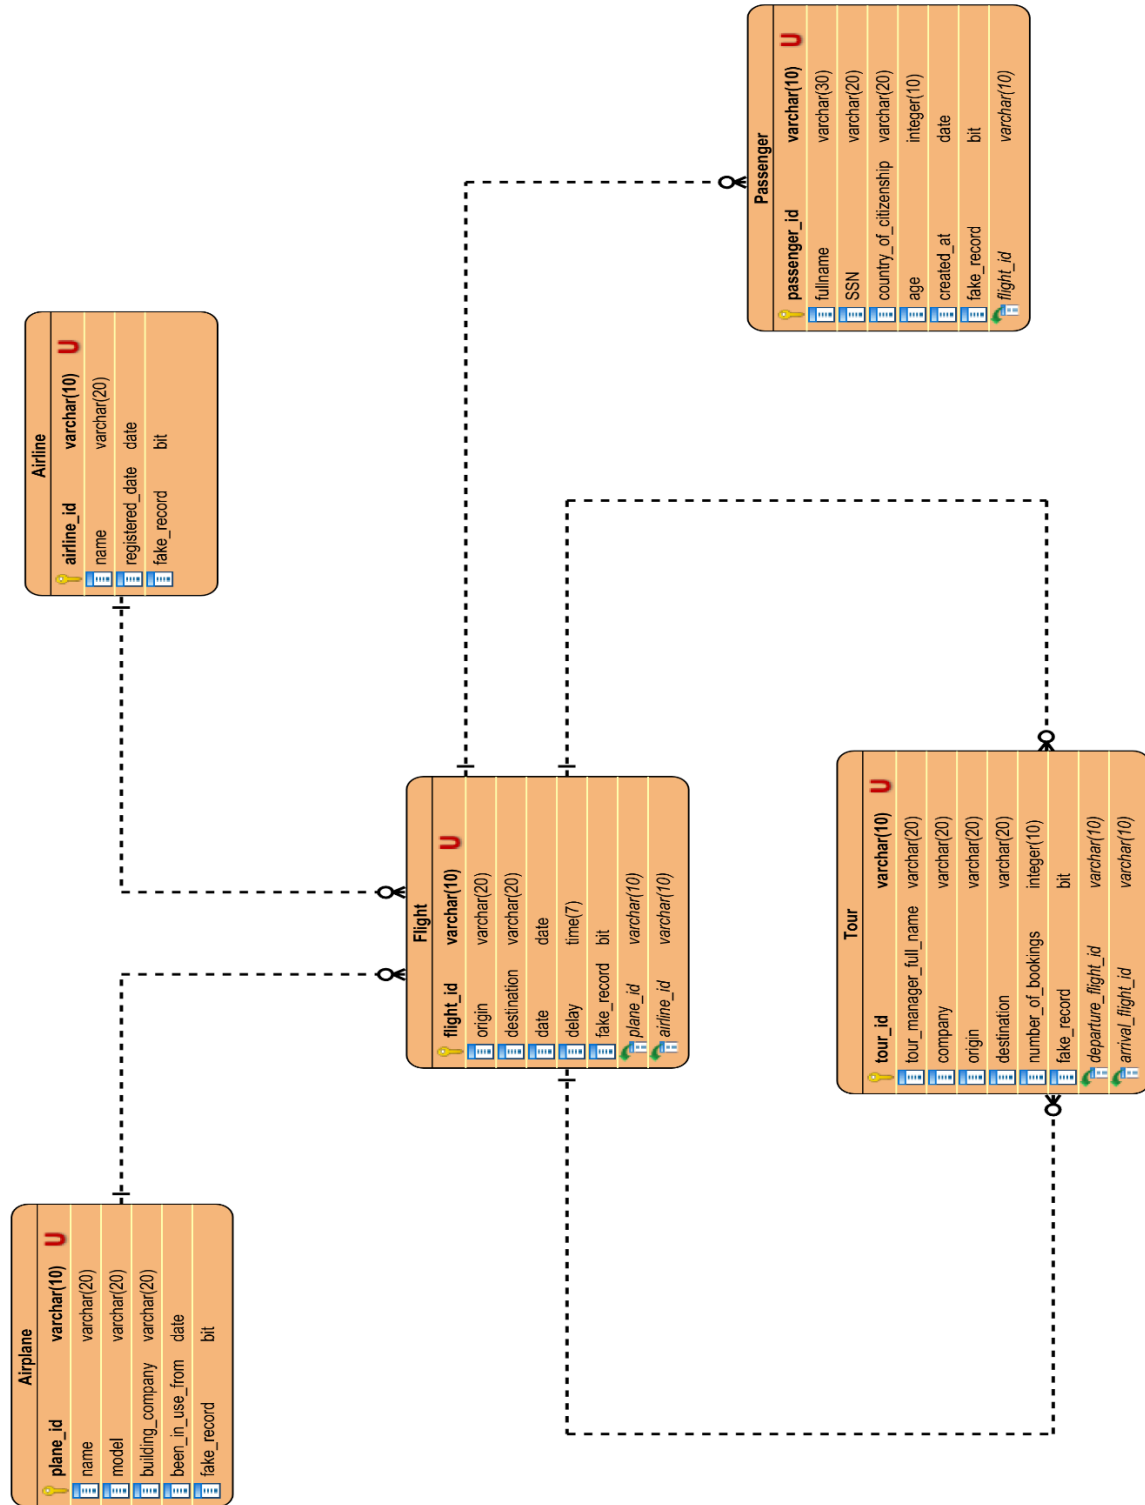 Airplane
plane_id varchar(10) U
name varchar(20)
model varchar(20)
building_company varchar(20)
been_in_use_from date
fake_record bit
Airline
airline_id varchar(10) U
name varchar(20)
registered_date date
fake_record bit
Flight
flight_id varchar(10) U
origin varchar(20)
destination varchar(20)
date date
delay time(7)
fake_record bit
plane_id varchar(10)
airline_id varchar(10)
Passenger
passenger_id varchar(10) U
fullname varchar(30)
SSN varchar(20)
country_of_citizenship varchar(20)
age integer(10)
created_at date
fake_record bit
flight_id varchar(10)
Tour
tour_id varchar(10) U
tour_manager_full_name varchar(20)
company varchar(20)
origin varchar(20)
destination varchar(20)
number_of_bookings integer(10)
fake_record bit
departure_flight_id varchar(10)
arrival_flight_id varchar(10)